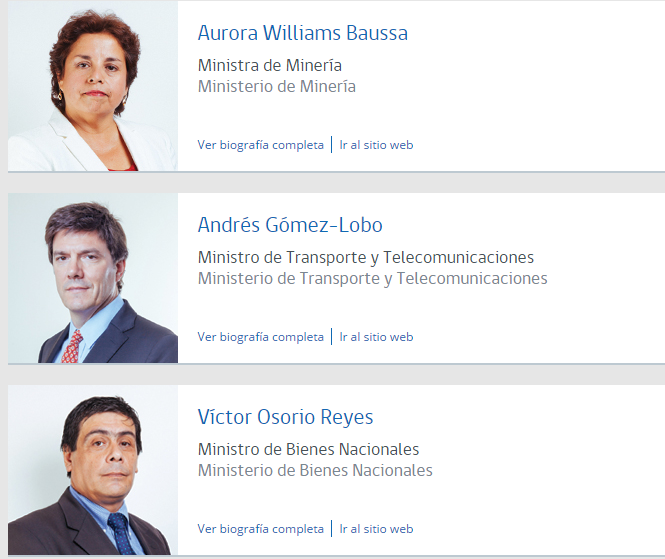 Aurora Williams Baussa
Ministra de Minería
Ministerio de Minería
Ver biografía completa | Ir al sitio web
Andrés Gómez-Lobo
Ministro de Transporte y Telecomunicaciones
Ministerio de Transporte y Telecomunicaciones
Ver biografía completa | Ir al sitio web
Víctor Osorio Reyes
Ministro de Bienes Nacionales
Ministerio de Bienes Nacionales
Ver biografía completa | Ir al sitio web